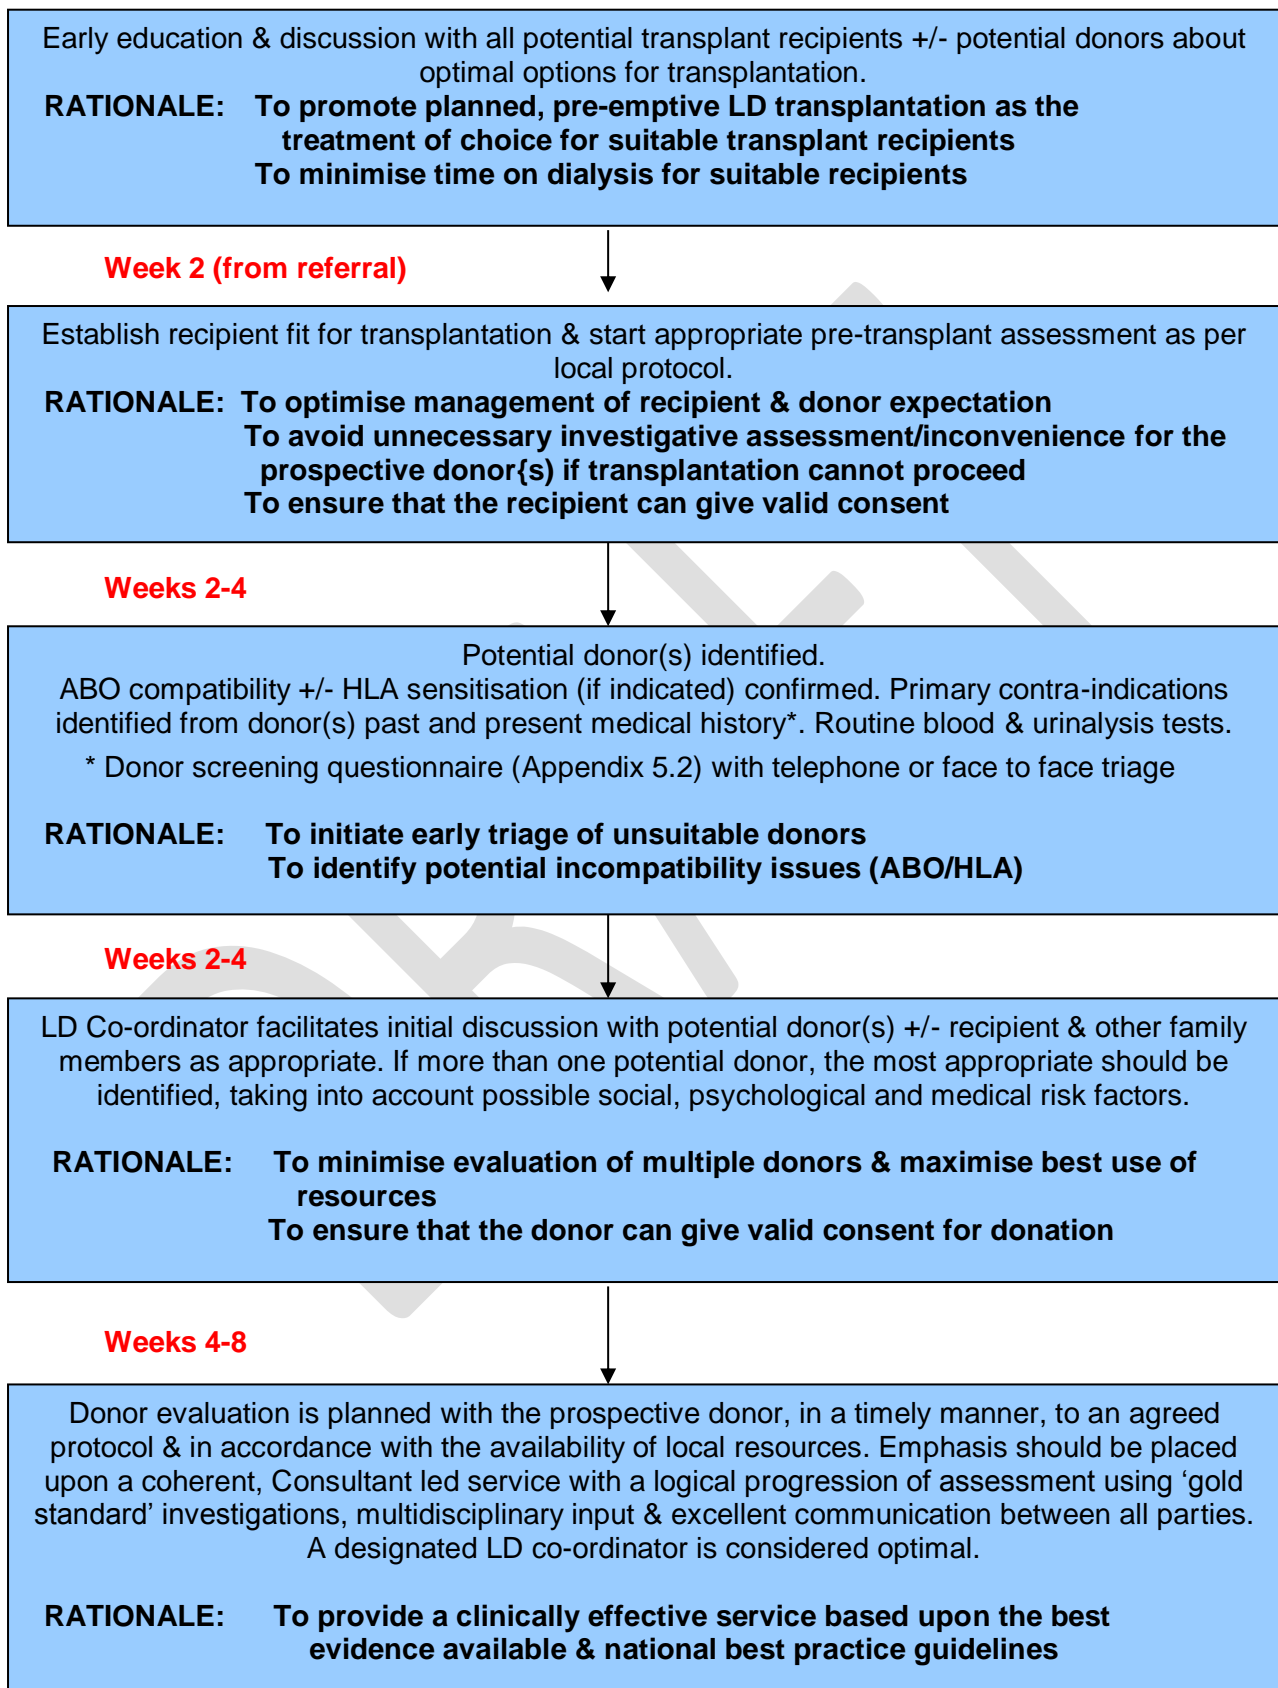 Early education & discussion with all potential transplant recipients +/- potential donors about
optimal options for transplantation.
RATIONALE: To promote planned, pre-emptive LD transplantation as the
treatment of choice for suitable transplant recipients
To minimise time on dialysis for suitable recipients
Week 2 (from referral)
Establish recipient fit for transplantation & start appropriate pre-transplant assessment as per
local protocol.
RATIONALE: To optimise management of recipient & donor expectation
To avoid unnecessary investigative assessment/inconvenience for the
prospective donor{s) if transplantation cannot proceed
To ensure that the recipient can give valid consent
Weeks 2-4
Potential donor(s) identified.
ABO compatibility +/- HLA sensitisation (if indicated) confirmed. Primary contra-indications
identified from donor(s) past and present medical history*. Routine blood & urinalysis tests.
* Donor screening questionnaire (Appendix 5.2) with telephone or face to face triage
RATIONALE: To initiate early triage of unsuitable donors
To identify potential incompatibility issues (ABO/HLA)
Weeks 2-4
LD Co-ordinator facilitates initial discussion with potential donor(s) +/- recipient & other family
members as appropriate. If more than one potential donor, the most appropriate should be
identified, taking into account possible social, psychological and medical risk factors.
RATIONALE: To minimise evaluation of multiple donors & maximise best use of
resources
To ensure that the donor can give valid consent for donation
Weeks 4-8
Donor evaluation is planned with the prospective donor, in a timely manner, to an agreed
protocol & in accordance with the availability of local resources. Emphasis should be placed
upon a coherent, Consultant led service with a logical progression of assessment using ‘gold
standard’ investigations, multidisciplinary input & excellent communication between all parties.
A designated LD co-ordinator is considered optimal.
RATIONALE: To provide a clinically effective service based upon the best
evidence available & national best practice guidelines
DRAFT